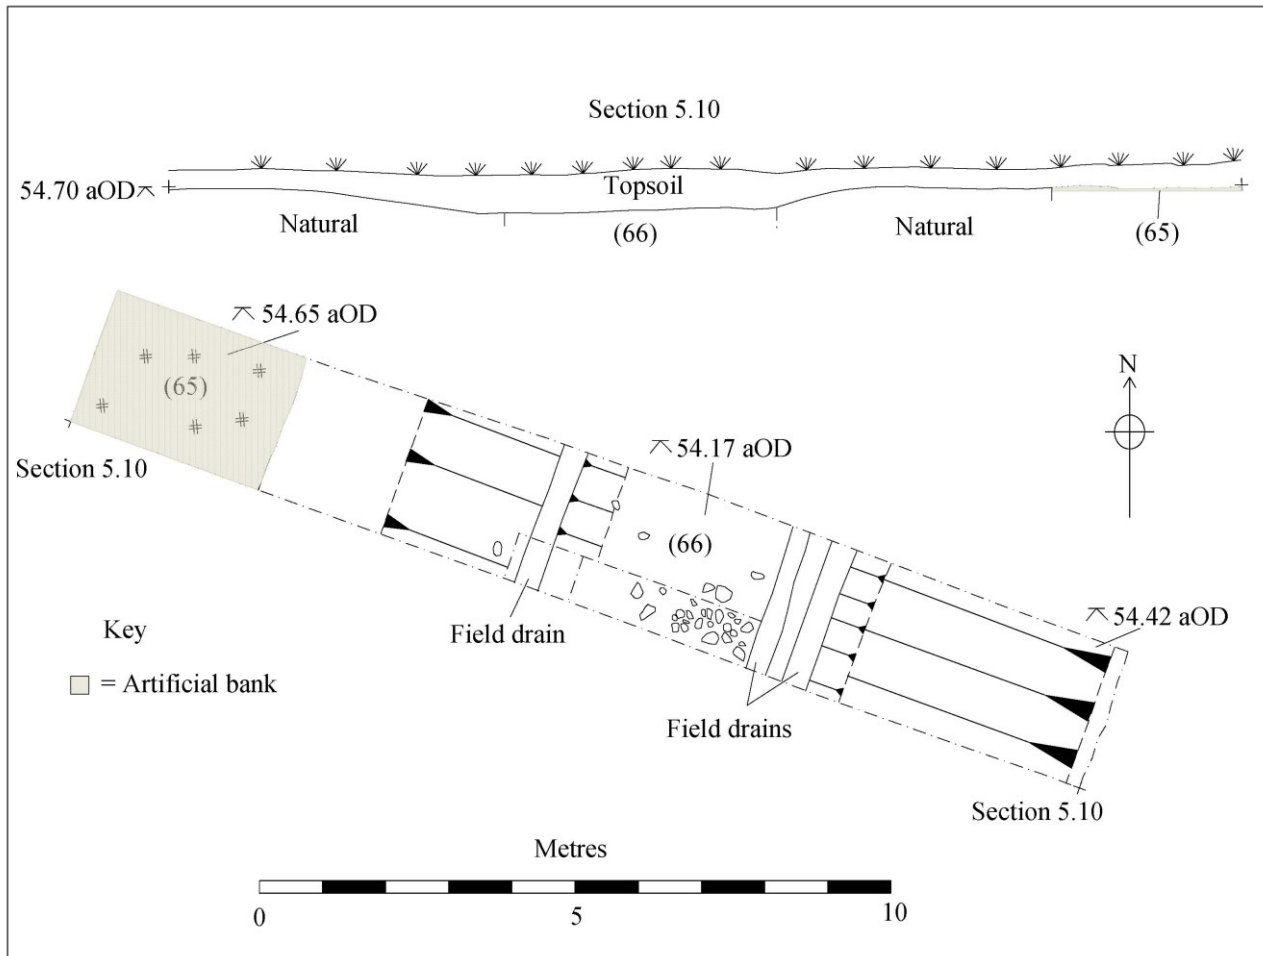 Section 5.10
54.70 aOD
Topsoil
Natural
(66)
Natural
(65)
54.65 aOD
(65)
Section 5.10
54.17 aOD
(66)
N
54.42 aOD
Key
Field drain
= Artificial bank
Field drains
Section 5.10
Metres
0
5
10